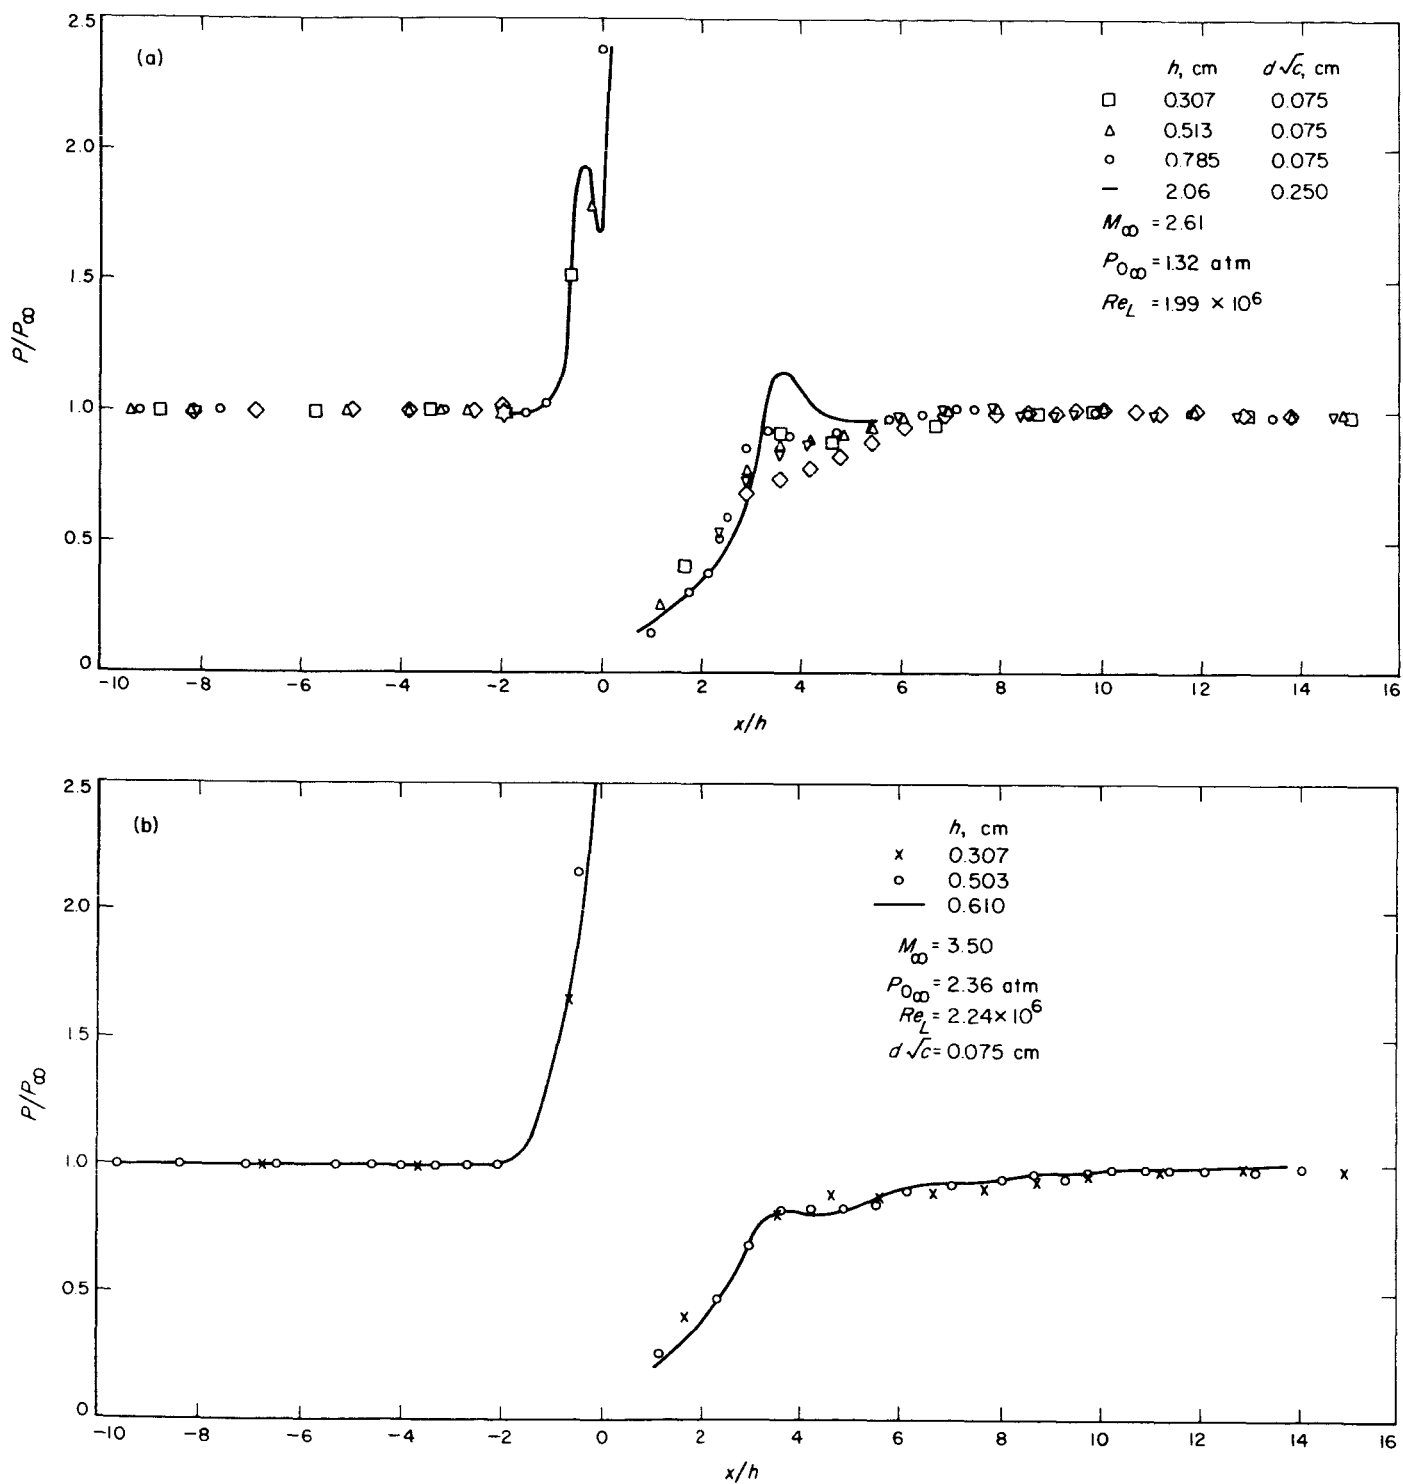 2.5
(a)
h, cm d√c, cm
□ 0.307 0.075
△ 0.513 0.075
○ 0.785 0.075
— 2.06 0.250
M∞ = 2.61
P0∞ = 1.32 atm
ReL = 1.99 × 10⁶
2.0
1.5
P/P∞
1.0
0.5
0
-10 -8 -6 -4 -2 0 2 4 6 8 10 12 14 16
x/h
2.5
(b)
h, cm
x 0.307
○ 0.503
— 0.610
M∞ = 3.50
P0∞ = 2.36 atm
ReL = 2.24 × 10⁶
d√c = 0.075 cm
2.0
1.5
P/P∞
1.0
0.5
0
-10 -8 -6 -4 -2 0 2 4 6 8 10 12 14 16
x/h